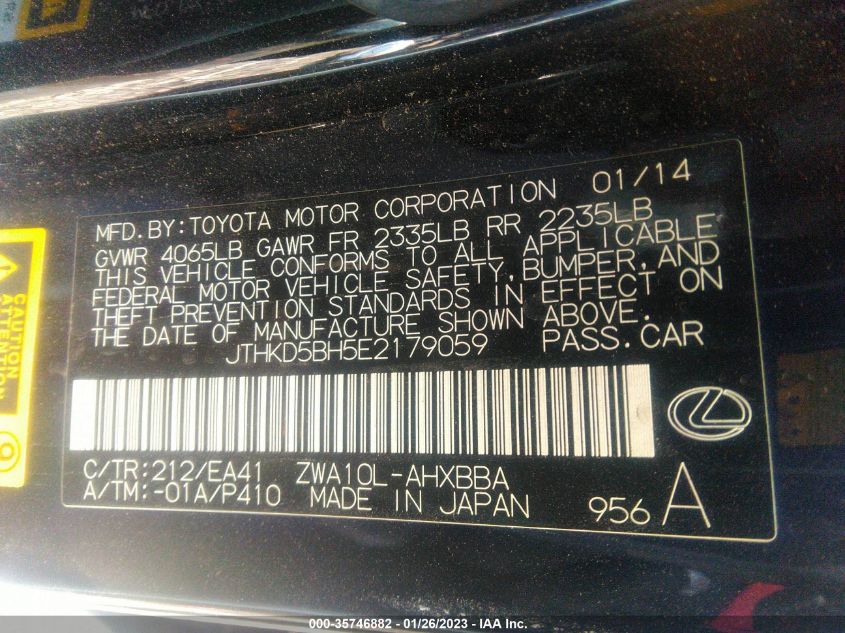 MFD.BY:TOYOTA MOTOR CORPORATION 01/14
GVWR 4065LB GAWR FR 2335LB RR 2235LB
THIS VEHICLE CONFORMS TO ALL APPLICABLE
FEDERAL MOTOR VEHICLE SAFETY,BUMPER,AND
THEFT PREVENTION STANDARDS IN EFFECT ON
THE DATE OF MANUFACTURE SHOWN ABOVE.
JTHKD5BH5E2179059 PASS.CAR
C/TR:212/EA41 ZWA10L-AHXBBA
A/TM:-01A/P410 MADE IN JAPAN
956 A
CAUTION
ATTENTION
000-35746882 - 01/26/2023 - IAA Inc.